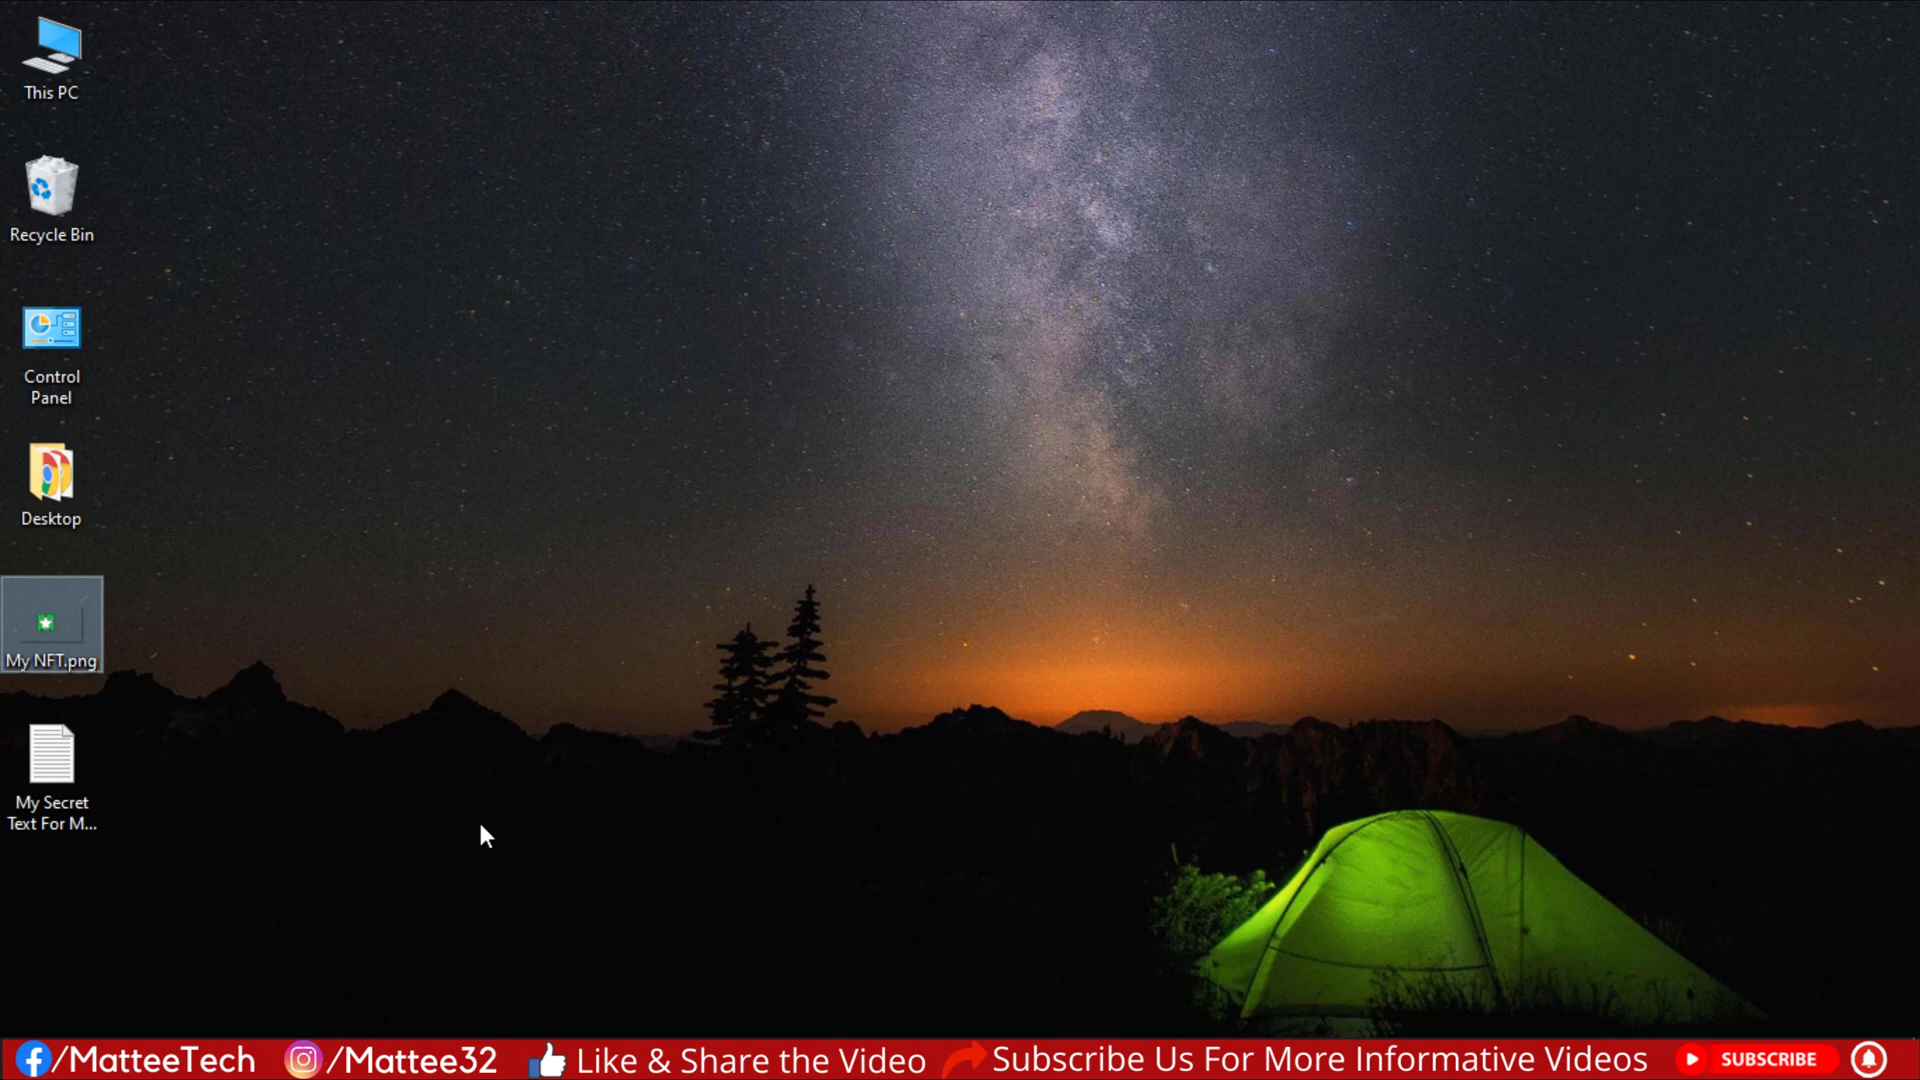 This PC
Recycle Bin
Control
Panel
Desktop
My NFT.png
My Secret
Text For M...
/MatteeTech
/Mattee32
Like & Share the Video
Subscribe Us For More Informative Videos
SUBSCRIBE